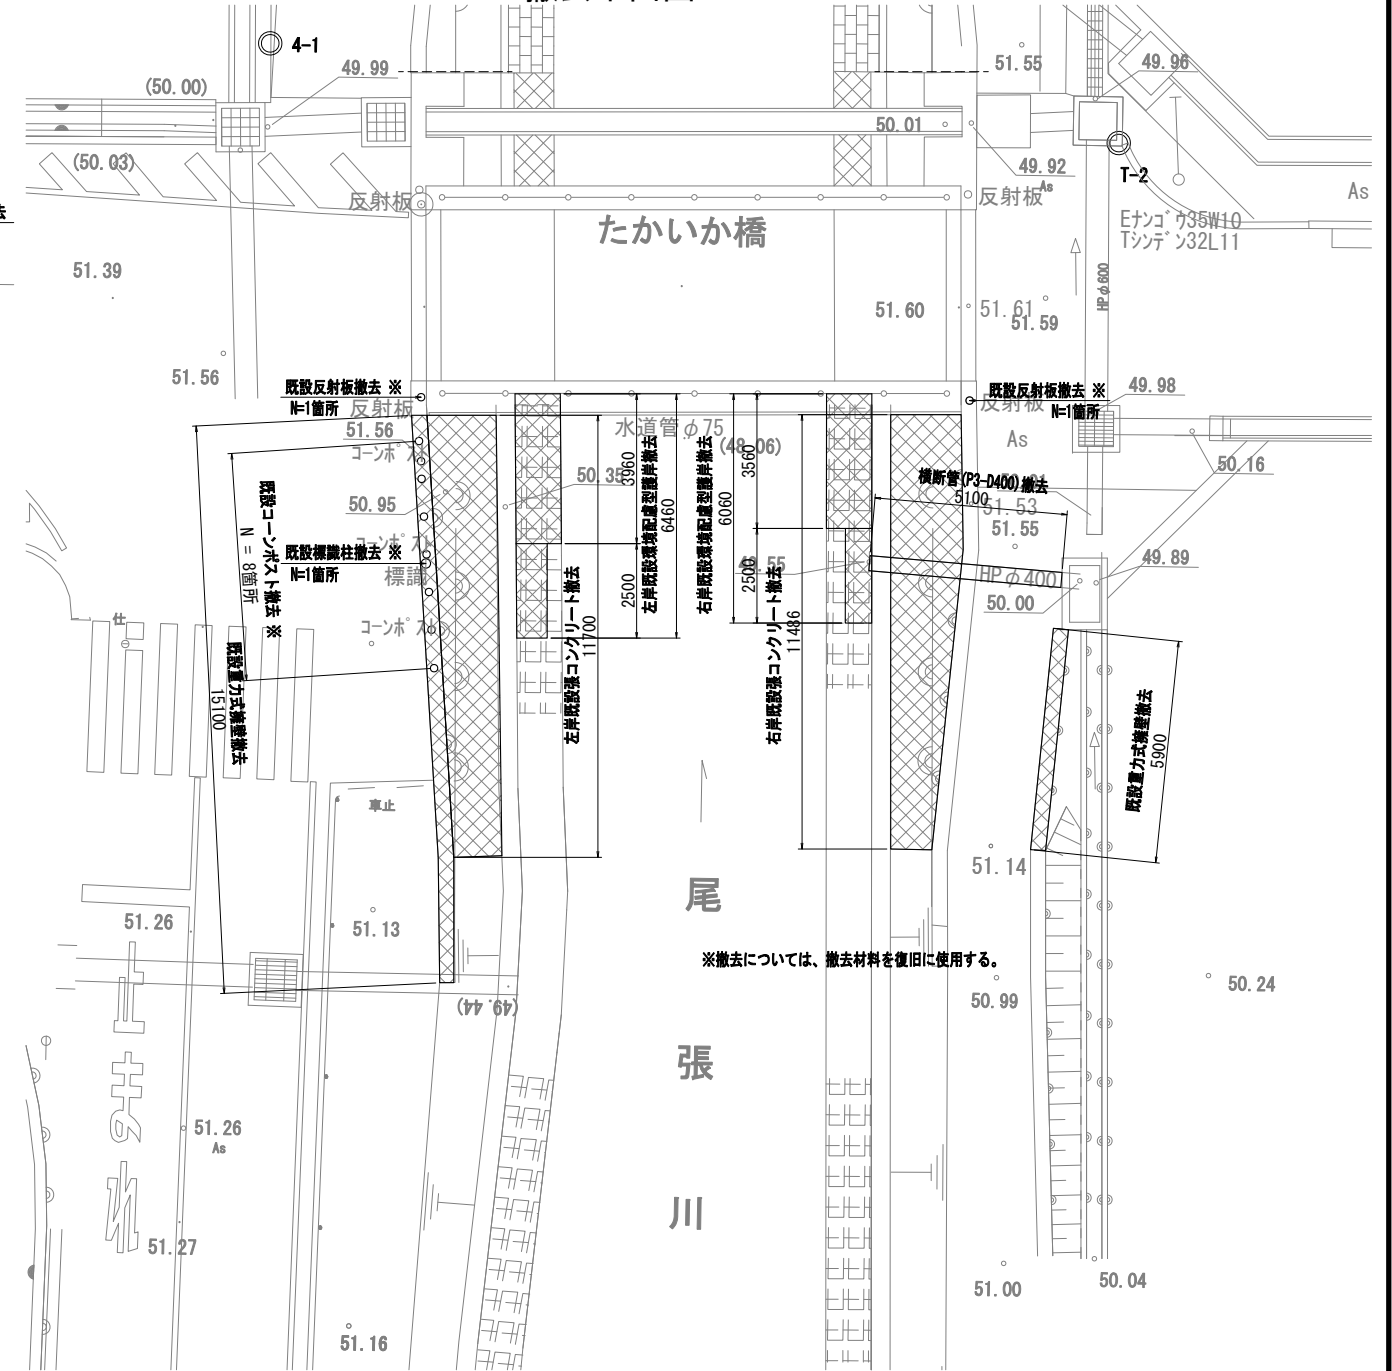 4-1
49.99
(50.00)
(50.03)
51.55
49.96
50.01
49.92
As
T-2
As
反射板
反射板
たかいか橋
Eナンゴウ35W10
Tシンデン32L11
51.39
HPφ600
51.60
51.61
51.59
51.56
既設反射板撤去 ※
N=1箇所
反射板
51.56
コーンポスト
既設反射板撤去 ※
N=1箇所
反射板
49.98
As
水道管φ75
(48.06)
50.35
50.95
コーンポスト
既設標識柱撤去 ※
N=1箇所
標識
コーンポスト
既設コーンポスト撤去 ※
N = 8箇所
既設重力式擁壁撤去
15100
3960
2500
左岸既設環境配慮型護岸撤去
6460
左岸既設張コンクリート撤去
11700
右岸既設環境配慮型護岸撤去
6060
3560
2500
右岸既設張コンクリート撤去
11486
横断管(P3-D400)撤去
5100
51.53
51.55
50.16
49.89
HPφ400
50.00
既設重力式擁壁撤去
5900
仕
車止
51.14
51.26
51.13
尾
張
川
※撤去については、撤去材料を復旧に使用する。
(49.44)
50.99
50.24
止まれ
51.26
As
51.27
51.16
51.00
50.04